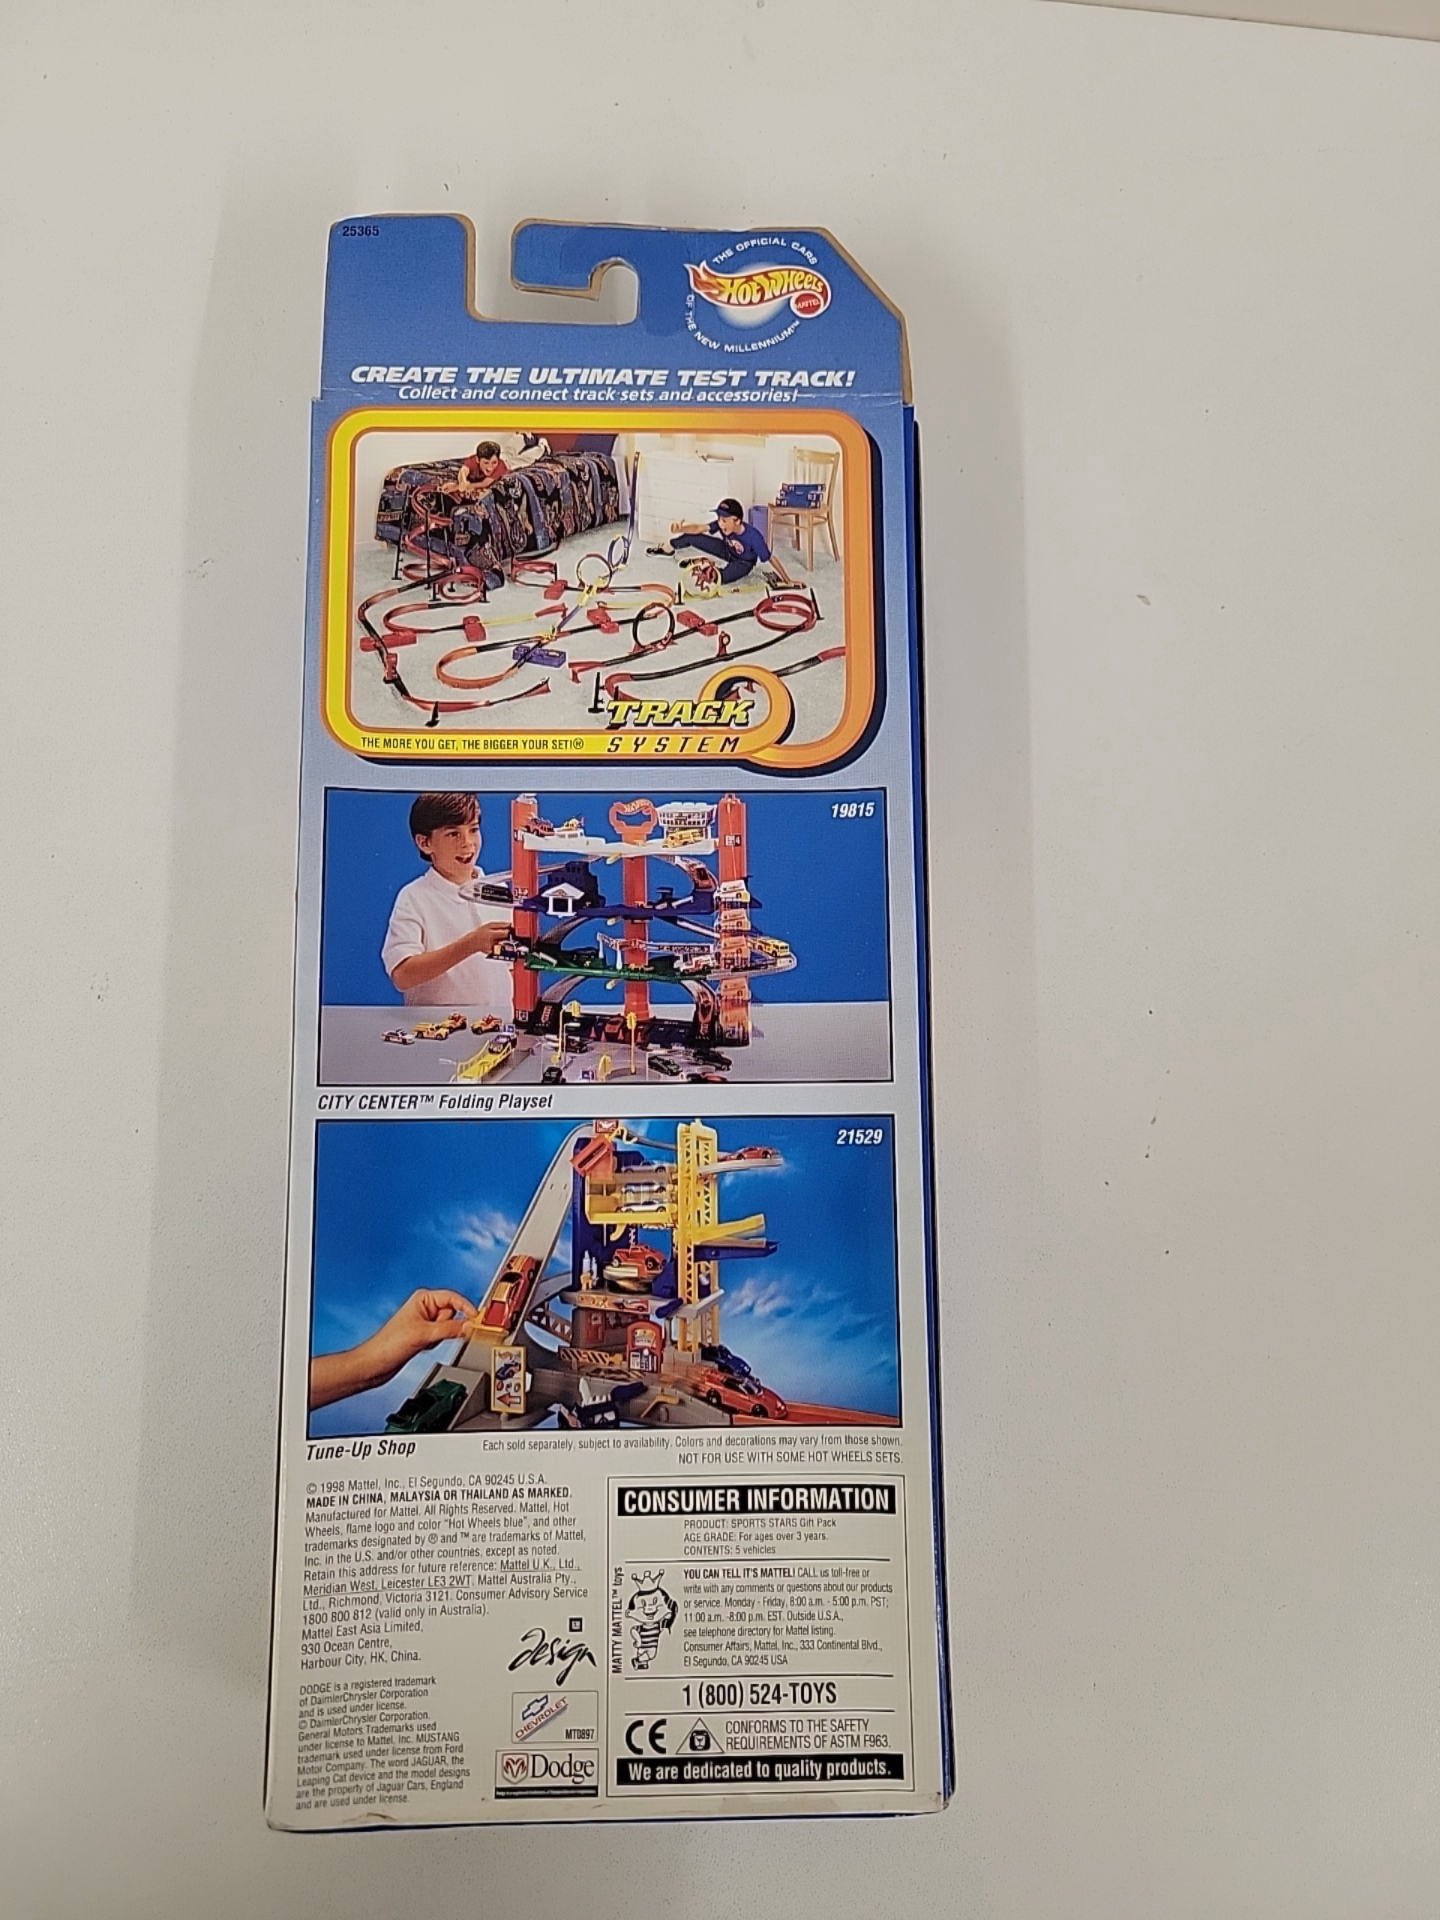 25365
THE OFFICIAL CARS
Hot Wheels
MATTEL
OF THE NEW MILLENNIUM™
CREATE THE ULTIMATE TEST TRACK!
Collect and connect track sets and accessories!
TRACK
THE MORE YOU GET, THE BIGGER YOUR SET!® SYSTEM
19815
CITY CENTER™ Folding Playset
21529
Tune-Up Shop
Each sold separately, subject to availability. Colors and decorations may vary from those shown.
NOT FOR USE WITH SOME HOT WHEELS SETS.
© 1998 Mattel, Inc., El Segundo, CA 90245 U.S.A.
MADE IN CHINA, MALAYSIA OR THAILAND AS MARKED.
Manufactured for Mattel. All Rights Reserved. Mattel, Hot
Wheels, flame logo and color "Hot Wheels blue", and other
trademarks designated by ® and ™ are trademarks of Mattel,
Inc. in the U.S. and/or other countries, except as noted.
Retain this address for future reference: Mattel U.K., Ltd.,
Meridian West, Leicester LE3 2WT. Mattel Australia Pty.,
Ltd., Richmond, Victoria 3121. Consumer Advisory Service
1800 800 812 (valid only in Australia).
Mattel East Asia Limited,
930 Ocean Centre,
Harbour City, HK, China.
DODGE is a registered trademark
of DaimlerChrysler Corporation
and is used under license.
© DaimlerChrysler Corporation.
General Motors Trademarks used
under license to Mattel, Inc. MUSTANG
trademark used under license from Ford
Motor Company. The word JAGUAR, the
Leaping Cat device and the model designs
are the property of Jaguar Cars, England
and are used under license.
Design
CHEVROLET
MTD897
Dodge
CONSUMER INFORMATION
PRODUCT: SPORTS STARS Gift Pack
AGE GRADE: For ages over 3 years.
CONTENTS: 5 vehicles
MATTY MATTEL™ toys
YOU CAN TELL IT'S MATTEL! CALL us toll-free or
write with any comments or questions about our products
or service. Monday - Friday, 8:00 a.m. - 5:00 p.m. PST;
11:00 a.m. -8:00 p.m. EST. Outside U.S.A.,
see telephone directory for Mattel listing.
Consumer Affairs, Mattel, Inc., 333 Continental Blvd.,
El Segundo, CA 90245 USA
1 (800) 524-TOYS
CE
CONFORMS TO THE SAFETY
REQUIREMENTS OF ASTM F963.
We are dedicated to quality products.